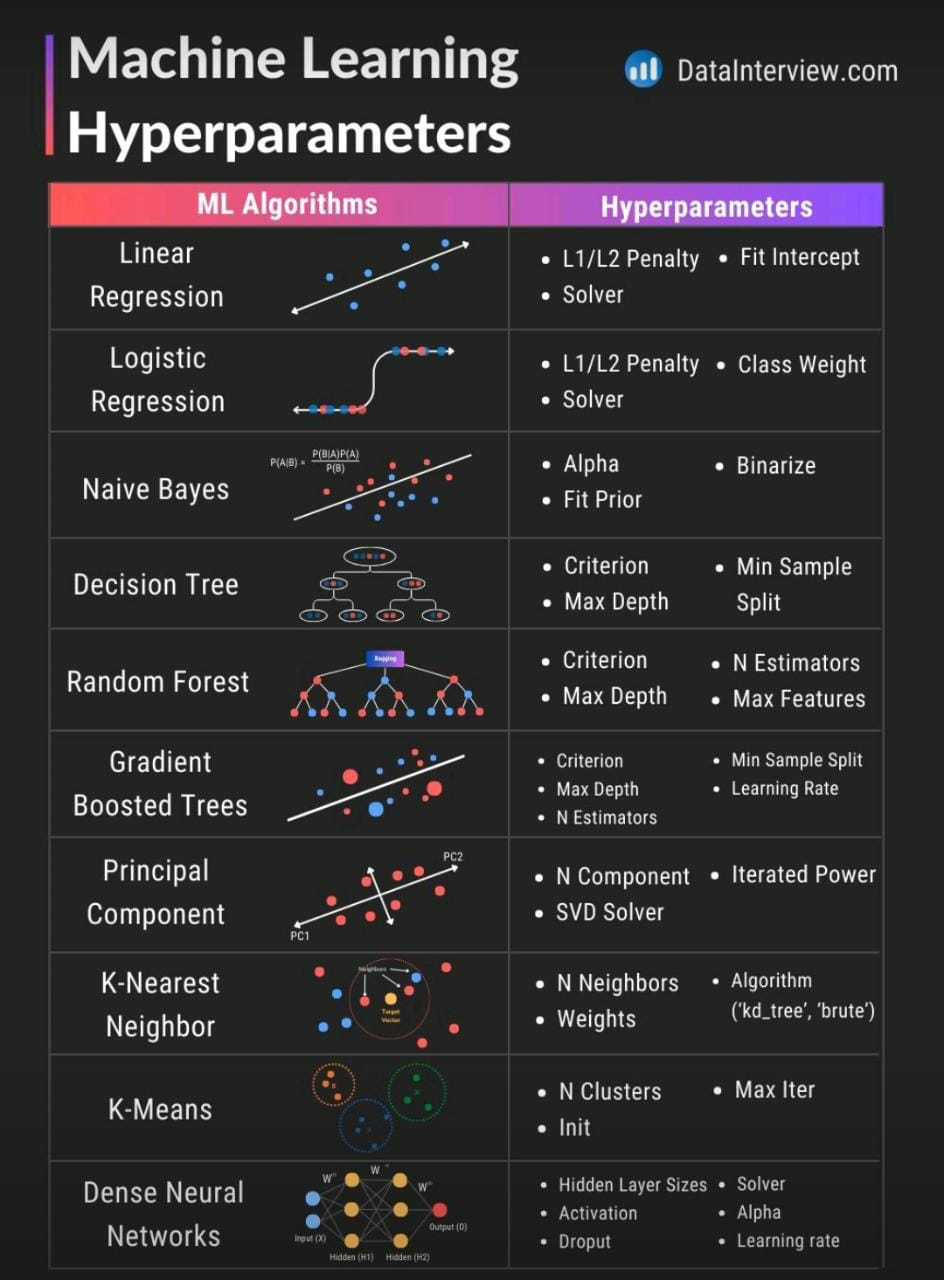 Machine Learning
Hyperparameters
DataInterview.com
ML Algorithms
Hyperparameters
Linear
Regression
• L1/L2 Penalty
• Solver
• Fit Intercept
Logistic
Regression
• L1/L2 Penalty
• Solver
• Class Weight
Naive Bayes
P(A|B) = P(B|A)P(A)
P(B)
• Alpha
• Fit Prior
• Binarize
Decision Tree
• Criterion
• Max Depth
• Min Sample
Split
Random Forest
Bagging
• Criterion
• Max Depth
• N Estimators
• Max Features
Gradient
Boosted Trees
• Criterion
• Max Depth
• N Estimators
• Min Sample Split
• Learning Rate
Principal
Component
PC2
PC1
• N Component
• SVD Solver
• Iterated Power
K-Nearest
Neighbor
Neighbors
Target
Vector
• N Neighbors
• Weights
• Algorithm
(‘kd_tree’, ‘brute’)
K-Means
x
x
x
• N Clusters
• Init
• Max Iter
Dense Neural
Networks
W
W
W
Input (X)
Hidden (H1)
Hidden (H2)
Output (O)
• Hidden Layer Sizes
• Activation
• Droput
• Solver
• Alpha
• Learning rate